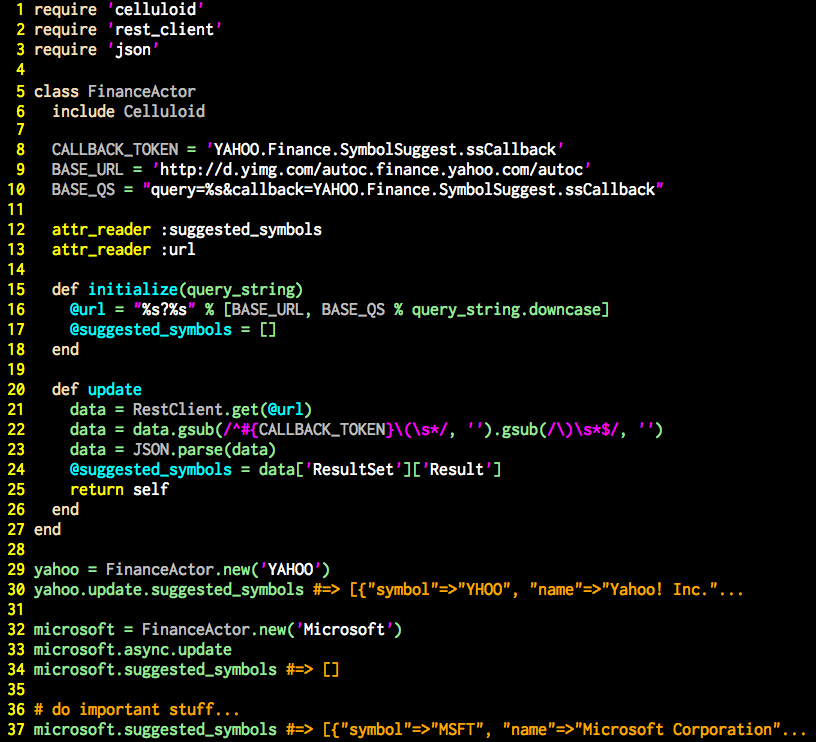 1 require 'celluloid'
2 require 'rest_client'
3 require 'json'
4
5 class FinanceActor
6   include Celluloid
7
8   CALLBACK_TOKEN = 'YAHOO.Finance.SymbolSuggest.ssCallback'
9   BASE_URL = 'http://d.yimg.com/autoc.finance.yahoo.com/autoc'
10   BASE_QS = "query=%s&callback=YAHOO.Finance.SymbolSuggest.ssCallback"
11
12   attr_reader :suggested_symbols
13   attr_reader :url
14
15   def initialize(query_string)
16     @url = "%s?%s" % [BASE_URL, BASE_QS % query_string.downcase]
17     @suggested_symbols = []
18   end
19
20   def update
21     data = RestClient.get(@url)
22     data = data.gsub(/^#{CALLBACK_TOKEN}\(\s*/, '').gsub(/\)\s*$/, '')
23     data = JSON.parse(data)
24     @suggested_symbols = data['ResultSet']['Result']
25     return self
26   end
27 end
28
29 yahoo = FinanceActor.new('YAHOO')
30 yahoo.update.suggested_symbols #=> [{"symbol"=>"YHOO", "name"=>"Yahoo! Inc."...
31
32 microsoft = FinanceActor.new('Microsoft')
33 microsoft.async.update
34 microsoft.suggested_symbols #=> []
35
36 # do important stuff...
37 microsoft.suggested_symbols #=> [{"symbol"=>"MSFT", "name"=>"Microsoft Corporation"...